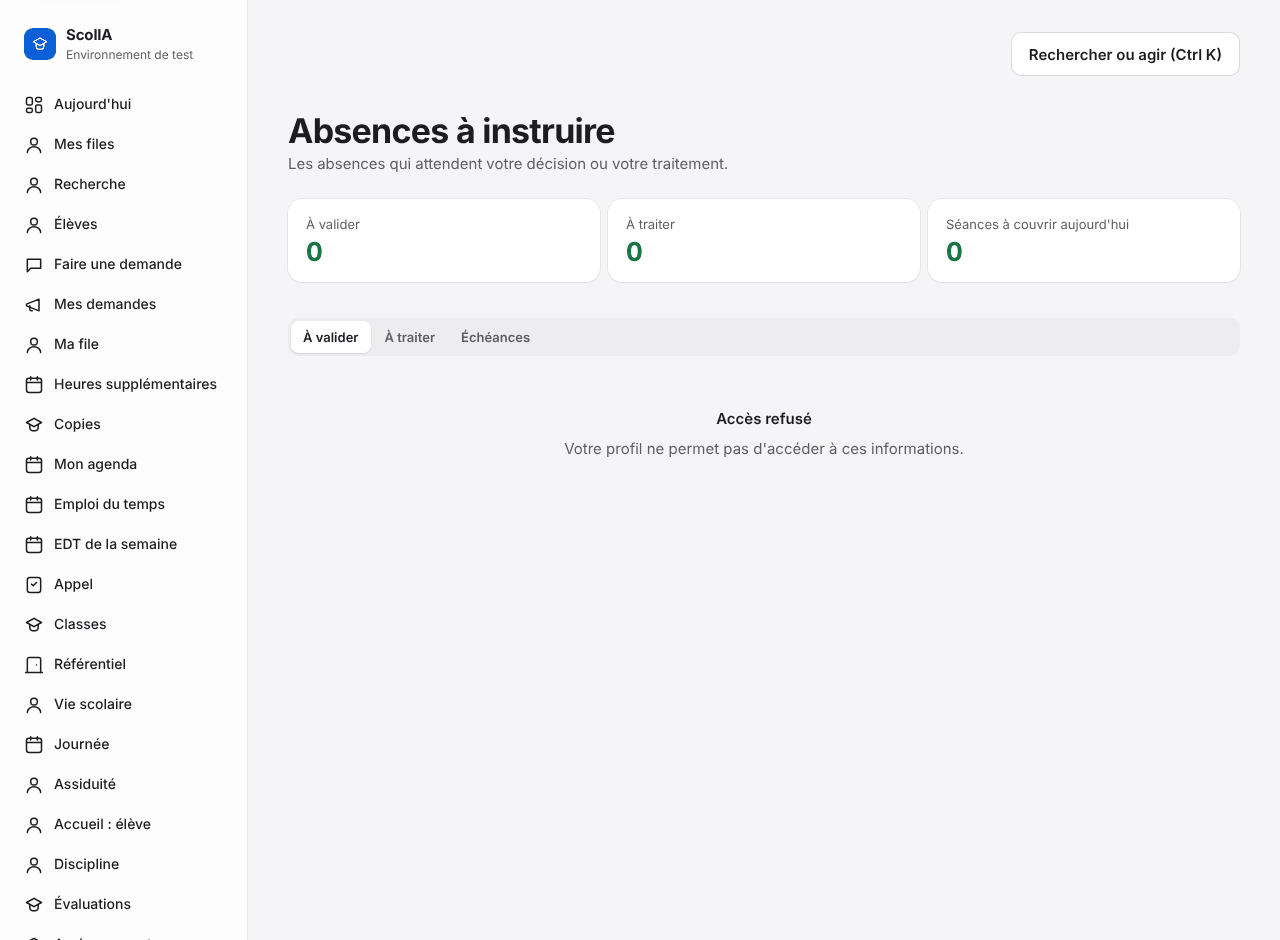 ScolIA
Environnement de test
Aujourd'hui
Mes files
Recherche
Élèves
Faire une demande
Mes demandes
Ma file
Heures supplémentaires
Copies
Mon agenda
Emploi du temps
EDT de la semaine
Appel
Classes
Référentiel
Vie scolaire
Journée
Assiduité
Accueil : élève
Discipline
Évaluations
Rechercher ou agir (Ctrl K)
Absences à instruire
Les absences qui attendent votre décision ou votre traitement.
À valider
0
À traiter
0
Séances à couvrir aujourd'hui
0
À valider À traiter Échéances
Accès refusé
Votre profil ne permet pas d'accéder à ces informations.